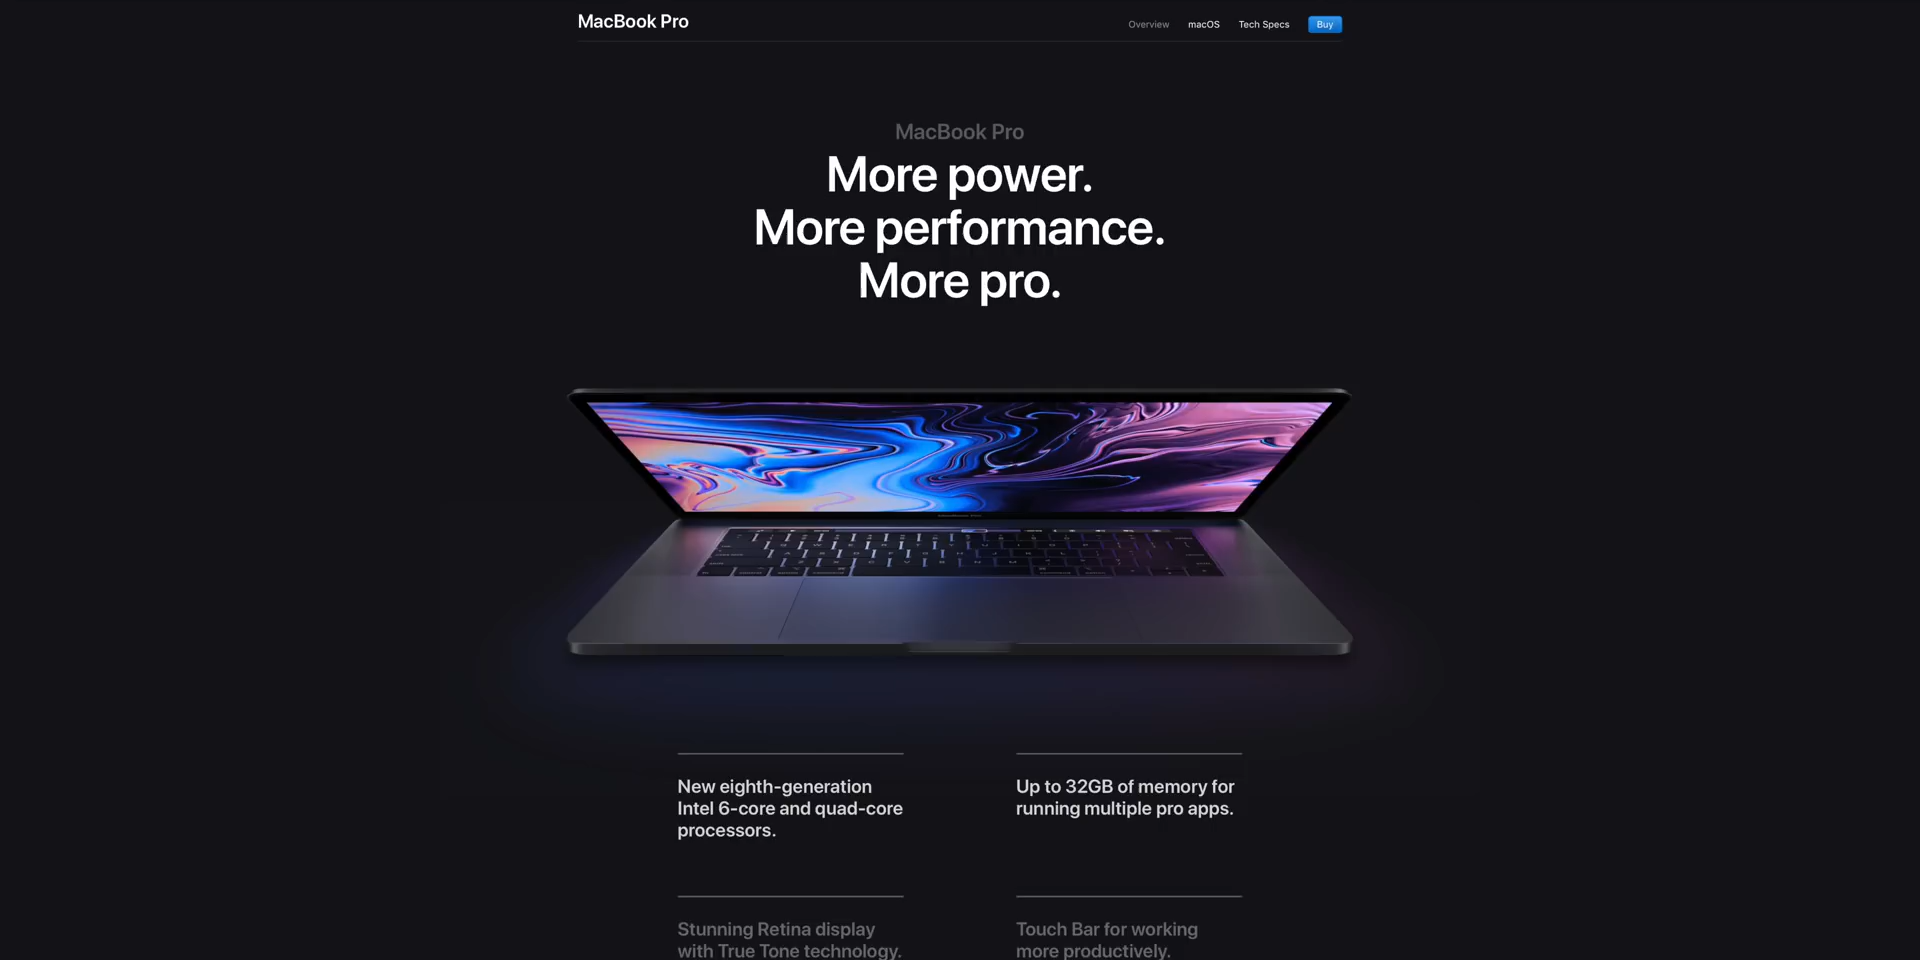 MacBook Pro
Overview macOS Tech Specs Buy
MacBook Pro
More power.
More performance.
More pro.
New eighth-generation
Intel 6-core and quad-core
processors.
Up to 32GB of memory for
running multiple pro apps.
Stunning Retina display
with True Tone technology.
Touch Bar for working
more productively.